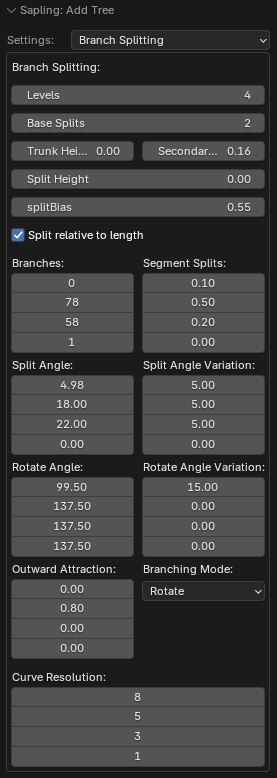 Sapling: Add Tree
Settings: Branch Splitting
Branch Splitting:
Levels 4
Base Splits 2
Trunk Hei... 0.00 Secondar... 0.16
Split Height 0.00
splitBias 0.55
Split relative to length
Branches: Segment Splits:
0 0.10
78 0.50
58 0.20
1 0.00
Split Angle: Split Angle Variation:
4.98 5.00
18.00 5.00
22.00 5.00
0.00 0.00
Rotate Angle: Rotate Angle Variation:
99.50 15.00
137.50 0.00
137.50 0.00
137.50 0.00
Outward Attraction: Branching Mode:
0.00 Rotate
0.80
0.00
0.00
Curve Resolution:
8
5
3
1